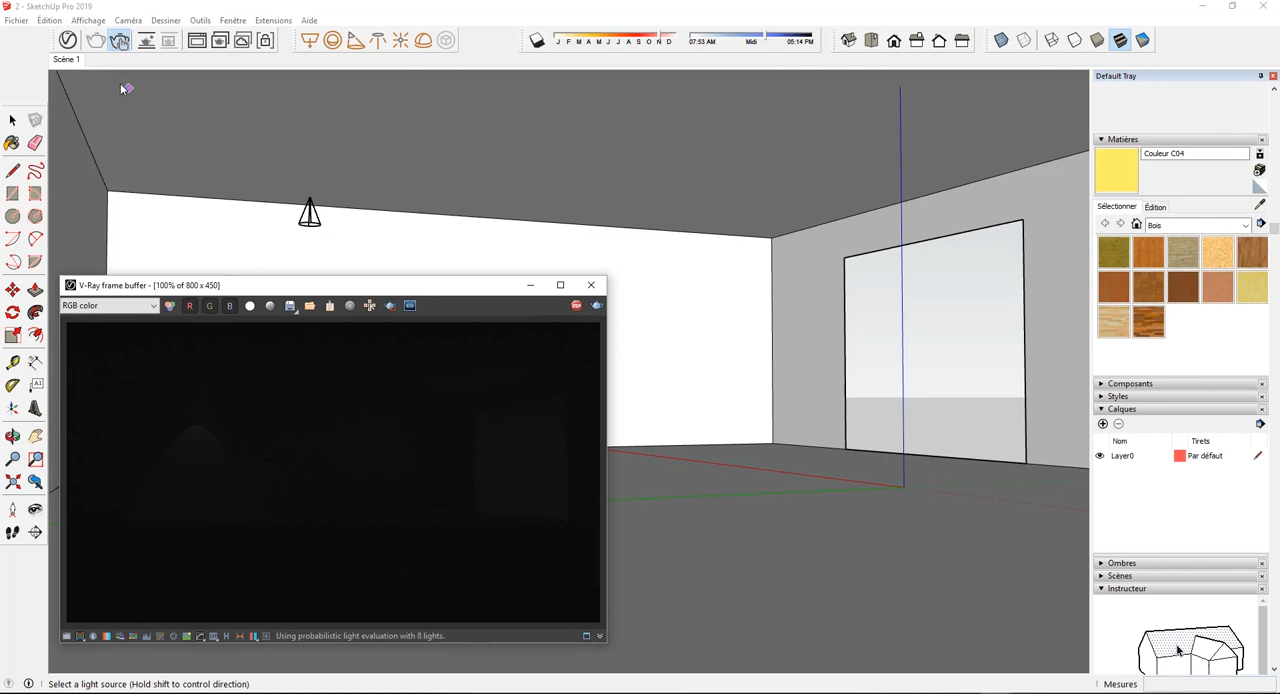 2 - SketchUp Pro 2019
Fichier Édition Affichage Caméra Dessiner Outils Fenêtre Extensions Aide
J F M A M J J A S O N D 07:53 AM Midi 05:14 PM
Scène 1
Default Tray
Matières
Couleur C04
Sélectionner Édition
Bois
V-Ray frame buffer - [100% of 800 x 450]
RGB color
R G B
STOP
A1
Composants
Styles
Calques
Nom Tirets
Layer0 Par défaut
Ombres
Scènes
Instructeur
H
Using probabilistic light evaluation with 8 lights.
Select a light source (Hold shift to control direction)
Mesures